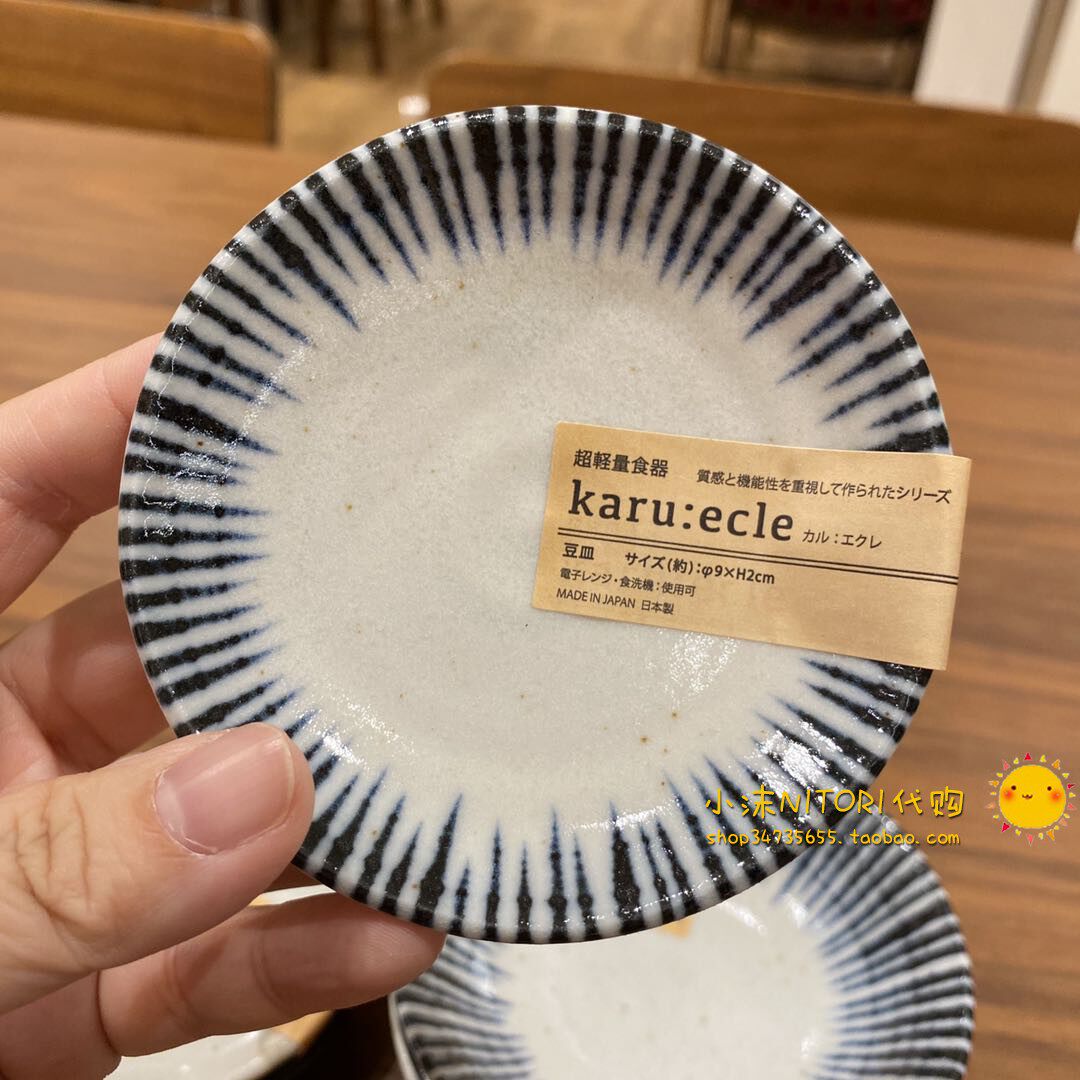 超軽量食器 質感と機能性を重視して作られたシリーズ
karu:ecle カル:エクレ
豆皿 サイズ(約):φ9×H2cm
電子レンジ・食洗機:使用可
MADE IN JAPAN 日本製
小沫NITORI代购
shop34735655.taobao.com